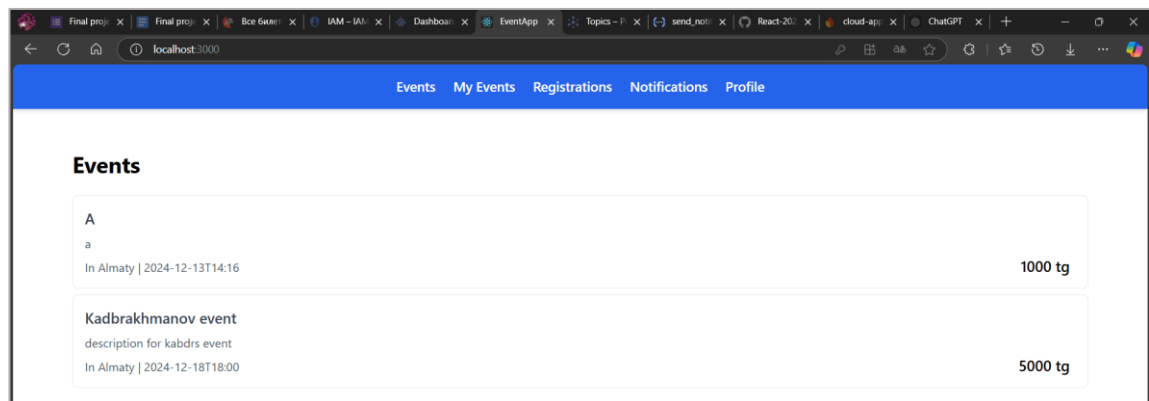 Final proje
Final proje
Все билет
IAM – IAM
Dashboard
EventApp
Topics – P
send_notif
React-202
cloud-app
ChatGPT
localhost:3000
Events My Events Registrations Notifications Profile
Events
A
a
In Almaty | 2024-12-13T14:16
1000 tg
Kadbrakhmanov event
description for kabdrs event
In Almaty | 2024-12-18T18:00
5000 tg